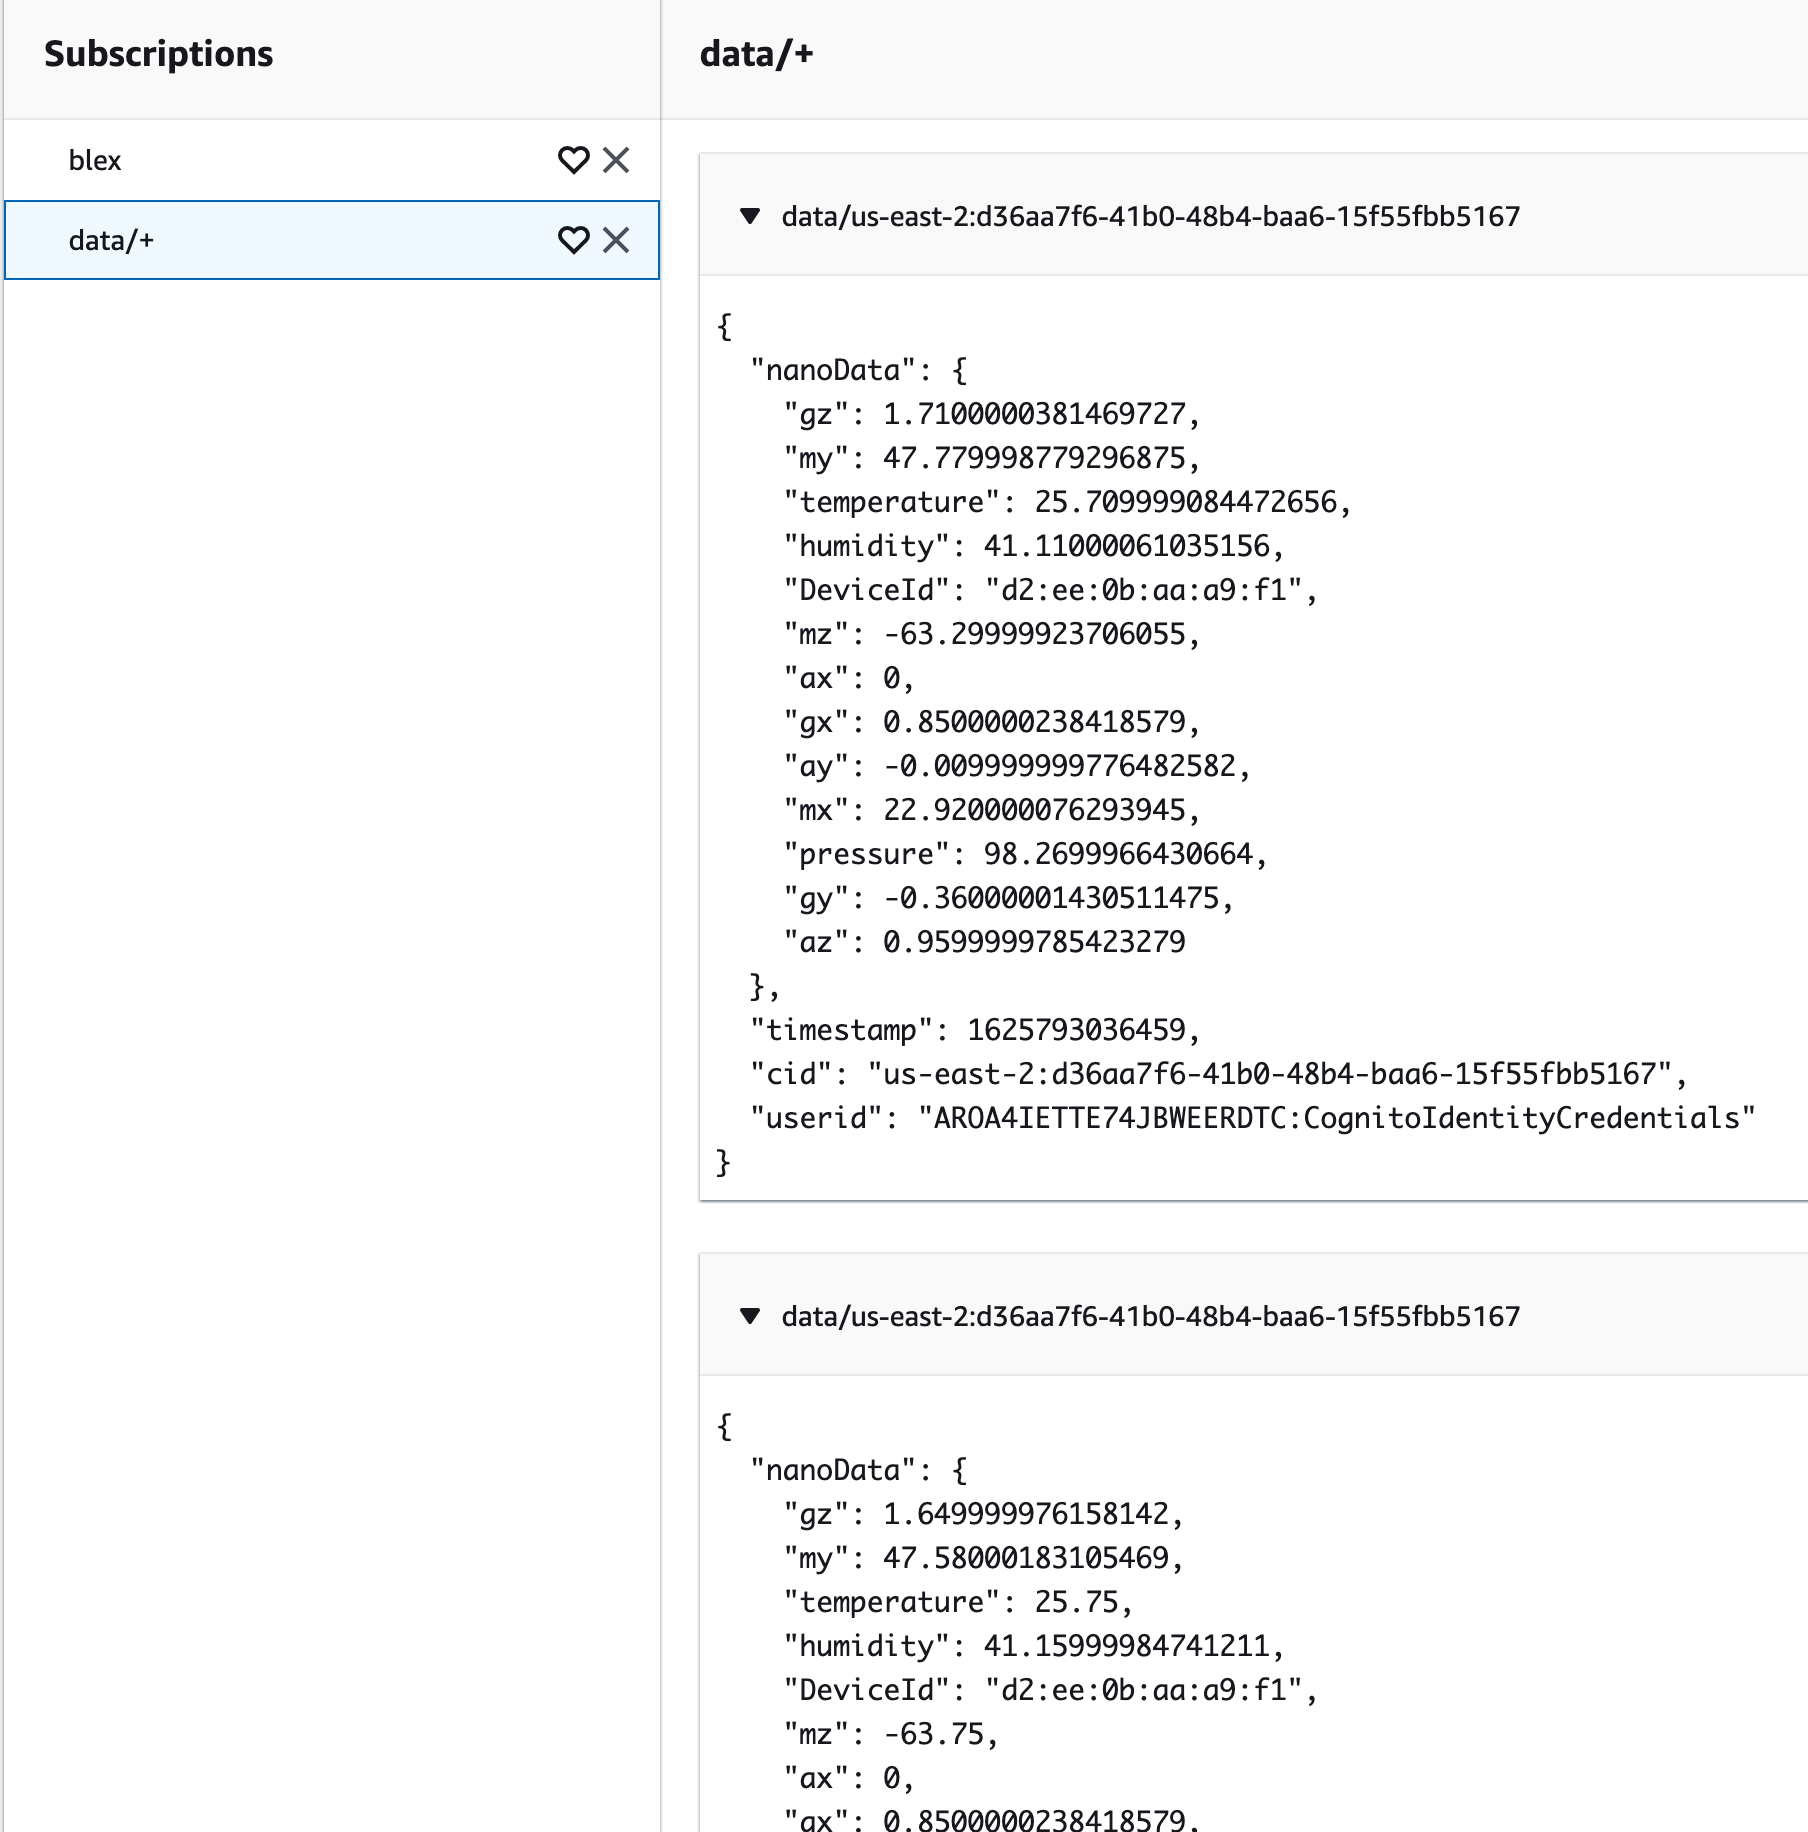 Subscriptions
data/+
blex
data/+
data/us-east-2:d36aa7f6-41b0-48b4-baa6-15f55fbb5167
{
"nanoData": {
"gz": 1.7100000381469727,
"my": 47.779998779296875,
"temperature": 25.709999084472656,
"humidity": 41.11000061035156,
"DeviceId": "d2:ee:0b:aa:a9:f1",
"mz": -63.29999923706055,
"ax": 0,
"gx": 0.8500000238418579,
"ay": -0.009999999776482582,
"mx": 22.920000076293945,
"pressure": 98.2699966430664,
"gy": -0.36000001430511475,
"az": 0.9599999785423279
},
"timestamp": 1625793036459,
"cid": "us-east-2:d36aa7f6-41b0-48b4-baa6-15f55fbb5167",
"userid": "AROA4IETTE74JBWEERDTC:CognitoIdentityCredentials"
}
data/us-east-2:d36aa7f6-41b0-48b4-baa6-15f55fbb5167
{
"nanoData": {
"gz": 1.649999976158142,
"my": 47.58000183105469,
"temperature": 25.75,
"humidity": 41.15999984741211,
"DeviceId": "d2:ee:0b:aa:a9:f1",
"mz": -63.75,
"ax": 0,
"gx": 0.8500000238418579,